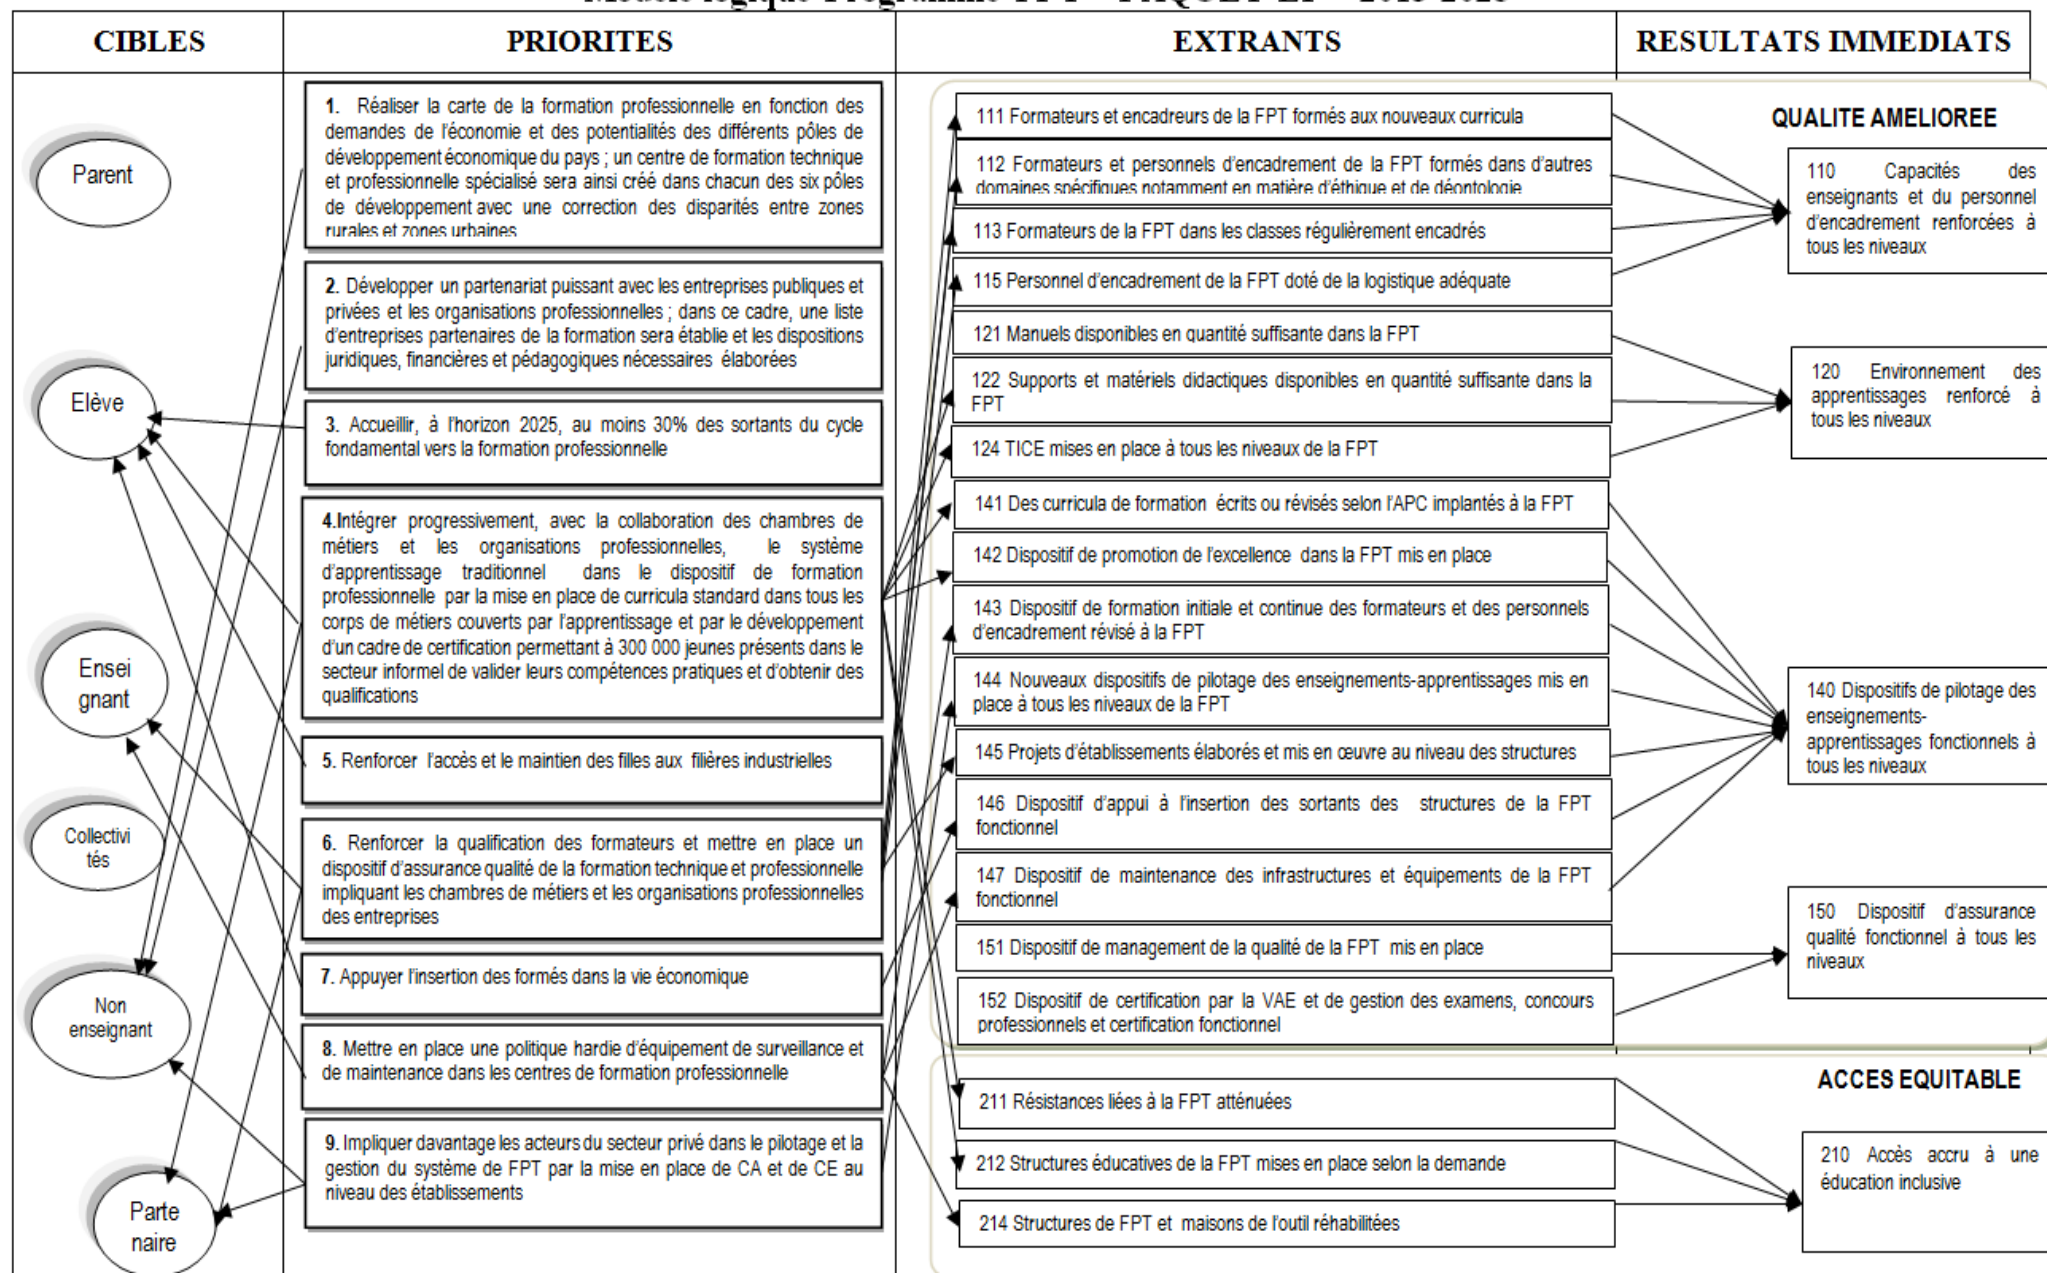 CIBLES
PRIORITES
EXTRANTS
RESULTATS IMMEDIATS
Parent
Elève
Ensei
gnant
Collectivi
tés
Non
enseignant
Parte
naire
1. Réaliser la carte de la formation professionnelle en fonction des
demandes de l'économie et des potentialités des différents pôles de
développement économique du pays ; un centre de formation technique
et professionnelle spécialisé sera ainsi créé dans chacun des six pôles
de développement avec une correction des disparités entre zones
rurales et zones urbaines
2. Développer un partenariat puissant avec les entreprises publiques et
privées et les organisations professionnelles ; dans ce cadre, une liste
d'entreprises partenaires de la formation sera établie et les dispositions
juridiques, financières et pédagogiques nécessaires élaborées
3. Accueillir, à l'horizon 2025, au moins 30% des sortants du cycle
fondamental vers la formation professionnelle
4.Intégrer progressivement, avec la collaboration des chambres de
métiers et les organisations professionnelles, le système
d'apprentissage traditionnel dans le dispositif de formation
professionnelle par la mise en place de curricula standard dans tous les
corps de métiers couverts par l'apprentissage et par le développement
d'un cadre de certification permettant à 300 000 jeunes présents dans le
secteur informel de valider leurs compétences pratiques et d'obtenir des
qualifications
5. Renforcer l'accès et le maintien des filles aux filières industrielles
6. Renforcer la qualification des formateurs et mettre en place un
dispositif d'assurance qualité de la formation technique et professionnelle
impliquant les chambres de métiers et les organisations professionnelles
des entreprises
7. Appuyer l'insertion des formés dans la vie économique
8. Mettre en place une politique hardie d'équipement de surveillance et
de maintenance dans les centres de formation professionnelle
9. Impliquer davantage les acteurs du secteur privé dans le pilotage et la
gestion du système de FPT par la mise en place de CA et de CE au
niveau des établissements
111 Formateurs et encadreurs de la FPT formés aux nouveaux curricula
112 Formateurs et personnels d'encadrement de la FPT formés dans d'autres
domaines spécifiques notamment en matière d'éthique et de déontologie
113 Formateurs de la FPT dans les classes régulièrement encadrés
115 Personnel d'encadrement de la FPT doté de la logistique adéquate
121 Manuels disponibles en quantité suffisante dans la FPT
122 Supports et matériels didactiques disponibles en quantité suffisante dans la
FPT
124 TICE mises en place à tous les niveaux de la FPT
141 Des curricula de formation écrits ou révisés selon l'APC implantés à la FPT
142 Dispositif de promotion de l'excellence dans la FPT mis en place
143 Dispositif de formation initiale et continue des formateurs et des personnels
d'encadrement révisé à la FPT
144 Nouveaux dispositifs de pilotage des enseignements-apprentissages mis en
place à tous les niveaux de la FPT
145 Projets d'établissements élaborés et mis en œuvre au niveau des structures
146 Dispositif d'appui à l'insertion des sortants des structures de la FPT
fonctionnel
147 Dispositif de maintenance des infrastructures et équipements de la FPT
fonctionnel
151 Dispositif de management de la qualité de la FPT mis en place
152 Dispositif de certification par la VAE et de gestion des examens, concours
professionnels et certification fonctionnel
211 Résistances liées à la FPT atténuées
212 Structures éducatives de la FPT mises en place selon la demande
214 Structures de FPT et maisons de l'outil réhabilitées
QUALITE AMELIOREE
110 Capacités des
enseignants et du personnel
d'encadrement renforcées à
tous les niveaux
120 Environnement des
apprentissages renforcé à
tous les niveaux
140 Dispositifs de pilotage des
enseignements-
apprentissages fonctionnels à
tous les niveaux
150 Dispositif d'assurance
qualité fonctionnel à tous les
niveaux
ACCES EQUITABLE
210 Accès accru à une
éducation inclusive